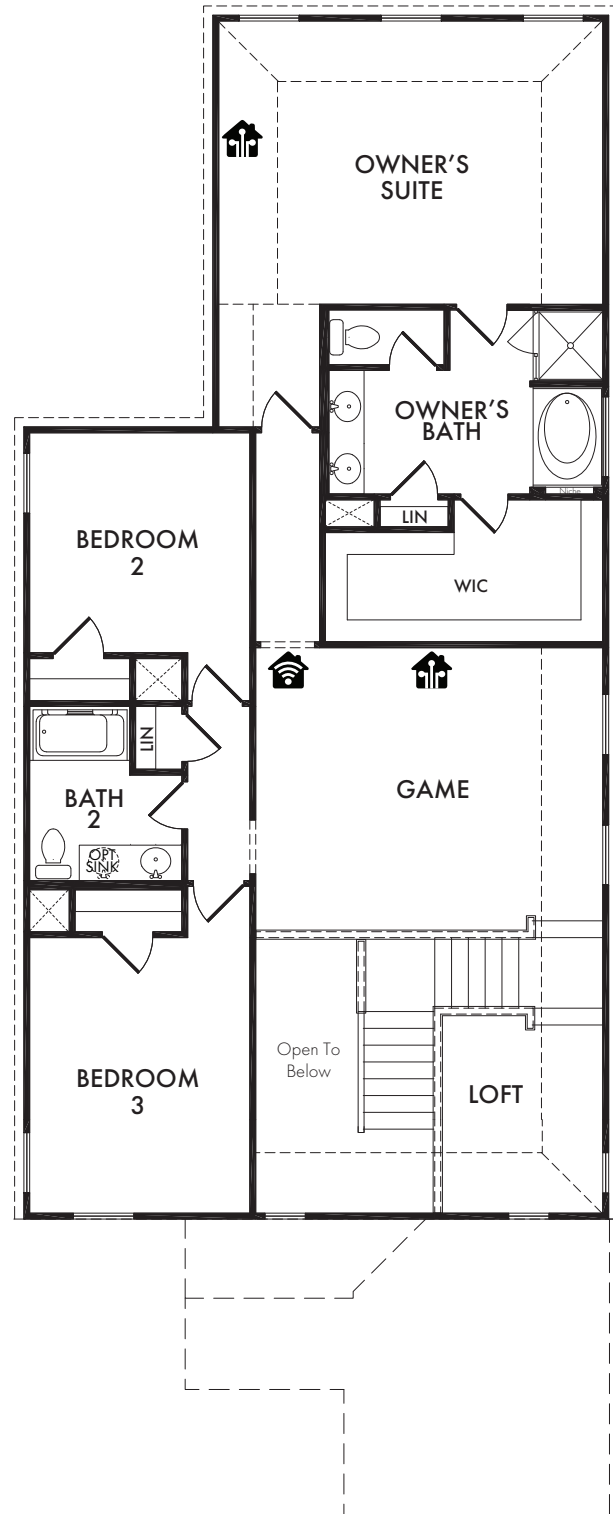 OWNER'S
SUITE
OWNER'S
BATH
Niche
LIN
WIC
BEDROOM
2
LIN
GAME
BATH
2
OPT
SINK
Open To
Below
BEDROOM
3
LOFT